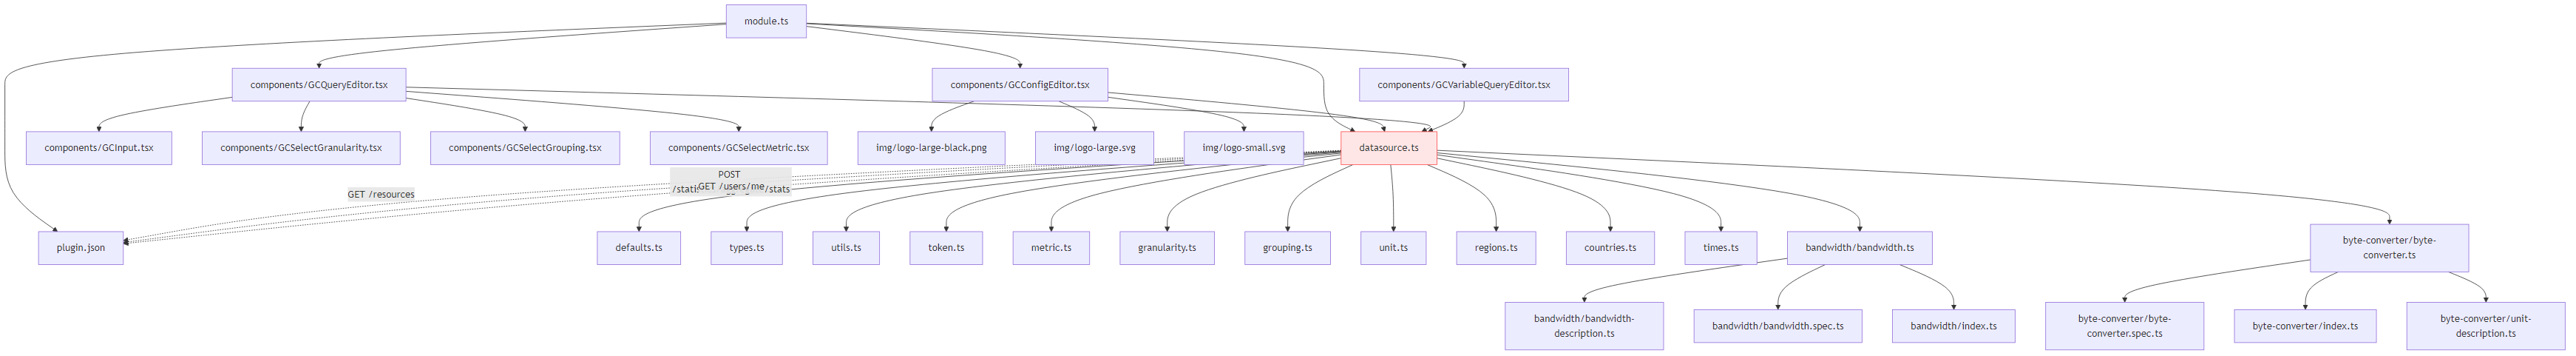 module.ts
components/GCQueryEditor.tsx
components/GCConfigEditor.tsx
components/GCVariableQueryEditor.tsx
components/GCInput.tsx
components/GCSelectGranularity.tsx
components/GCSelectGrouping.tsx
components/GCSelectMetric.tsx
img/logo-large-black.png
img/logo-large.svg
img/logo-small.svg
datasource.ts
POST
GET /users/me
/stats
GET /resources
plugin.json
defaults.ts
types.ts
utils.ts
token.ts
metric.ts
granularity.ts
grouping.ts
unit.ts
regions.ts
countries.ts
times.ts
bandwidth/bandwidth.ts
byte-converter/byte-
converter.ts
bandwidth/bandwidth-
description.ts
bandwidth/bandwidth.spec.ts
bandwidth/index.ts
byte-converter/byte-
converter.spec.ts
byte-converter/index.ts
byte-converter/unit-
description.ts